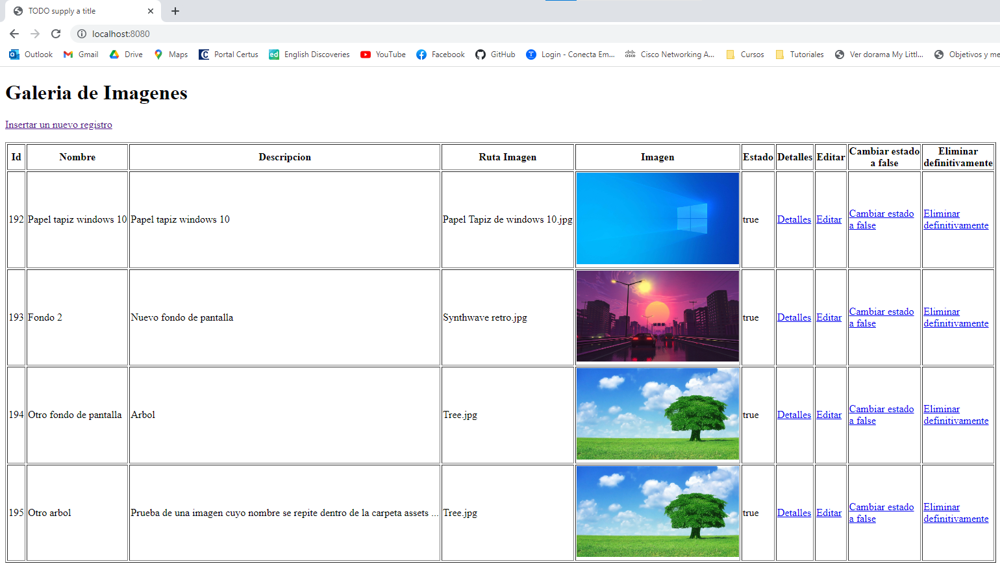 TODO supply a title
localhost:8080
Outlook Gmail Drive Maps Portal Certus English Discoveries YouTube Facebook GitHub Login - Conecta Em... Cisco Networking A... Cursos Tutoriales Ver dorama My Littl... Objetivos y me
Galeria de Imagenes
Insertar un nuevo registro
Id Nombre Descripcion Ruta Imagen Imagen Estado Detalles Editar Cambiar estado a false Eliminar definitivamente
192 Papel tapiz windows 10 Papel tapiz windows 10 Papel Tapiz de windows 10.jpg true Detalles Editar Cambiar estado a false Eliminar definitivamente
193 Fondo 2 Nuevo fondo de pantalla Synthwave retro.jpg true Detalles Editar Cambiar estado a false Eliminar definitivamente
194 Otro fondo de pantalla Arbol Tree.jpg true Detalles Editar Cambiar estado a false Eliminar definitivamente
195 Otro arbol Prueba de una imagen cuyo nombre se repite dentro de la carpeta assets ... Tree.jpg true Detalles Editar Cambiar estado a false Eliminar definitivamente